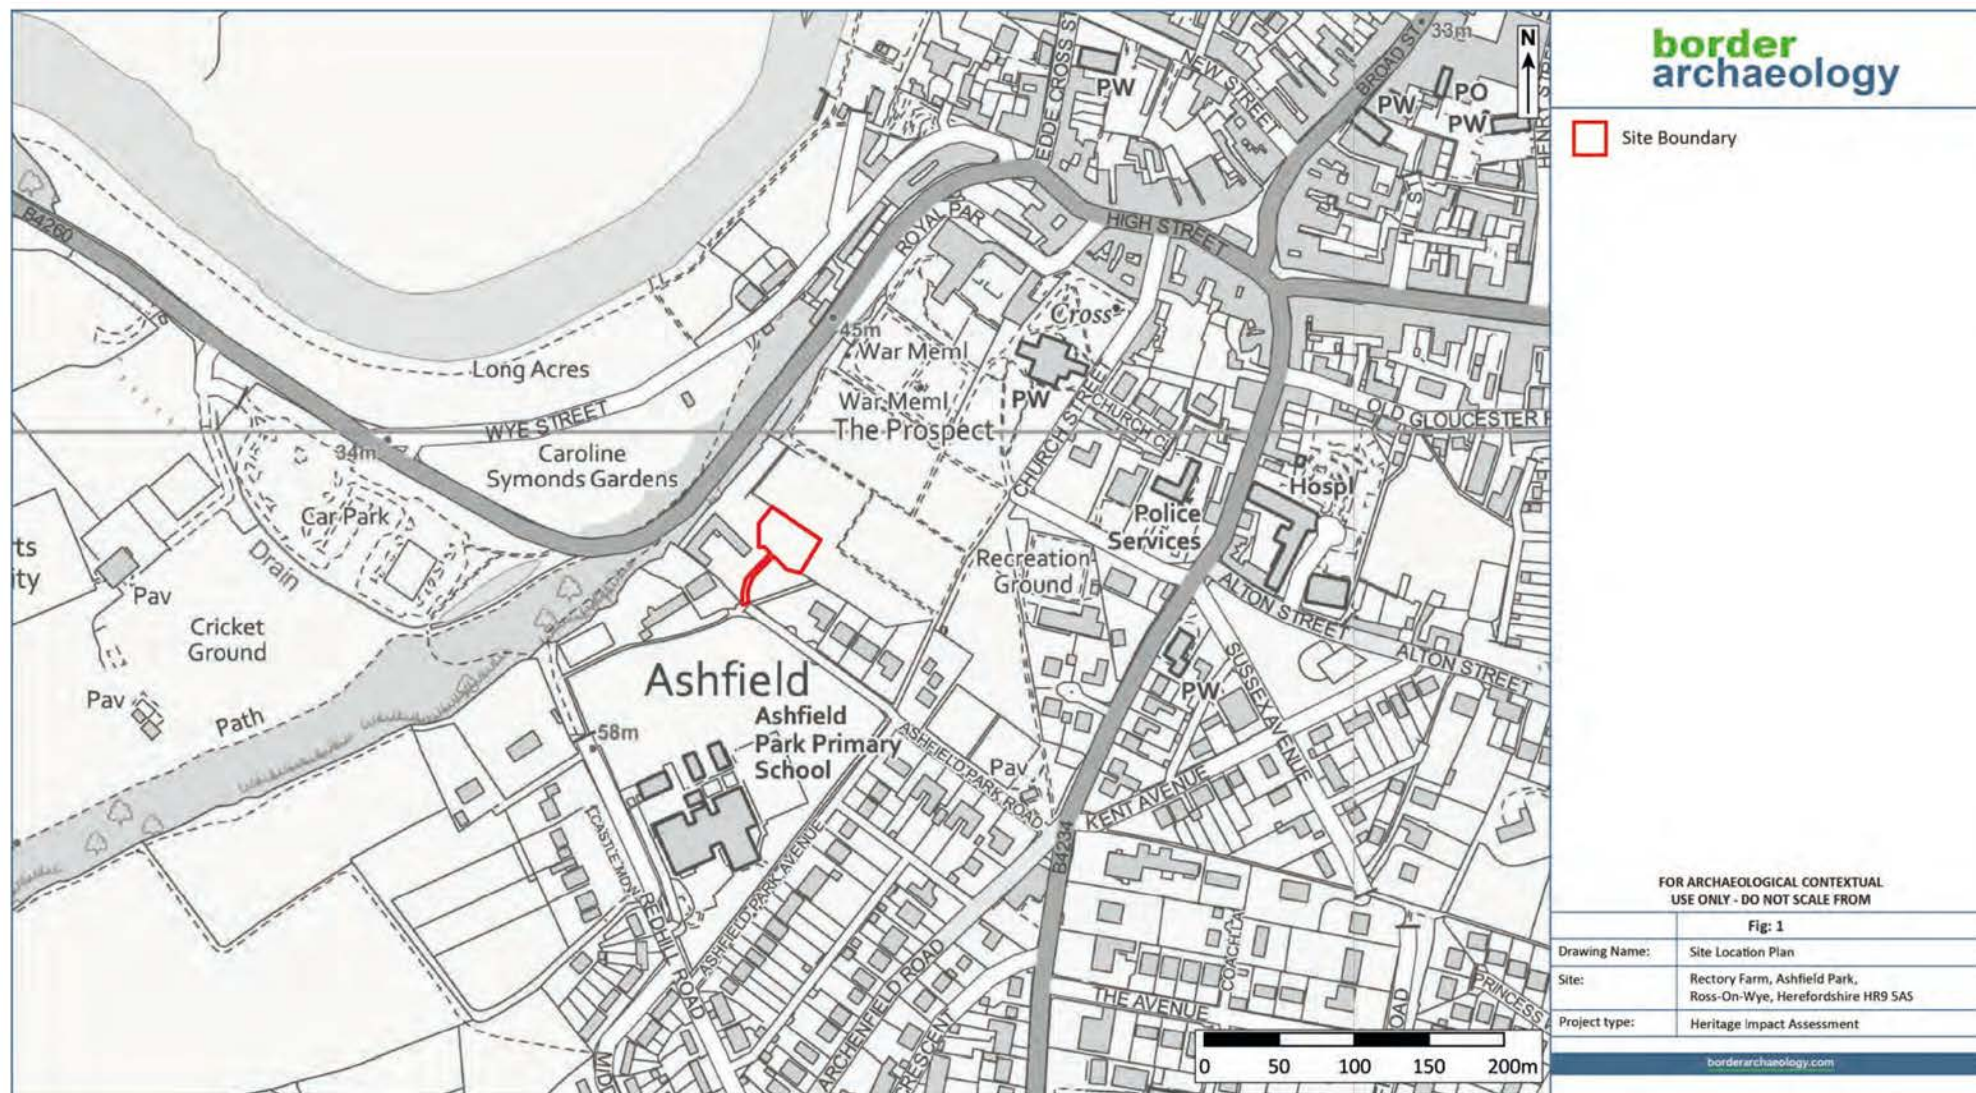 33m
N
EDDE CROSS ST
PW
NEW STREET
BROAD ST
PW
PO
PW
B4260
ROYAL PAR
HIGH STREET
Cross
45m
War Meml
Long Acres
War Meml
PW
CHURCH STREET
The Prospect
WYE STREET
34m
Caroline
Symonds Gardens
Hospl
Car Park
Police
Services
Drain
Recreation
Ground
Pav
ALTON STREET
Cricket
Ground
ALTON STREET
SUSSEX AVENUE
Ashfield
PW
Pav
Path
Ashfield
Park Primary
School
58m
ASHFIELD PARK ROAD
Pav
KENT AVENUE
B4234
ASHFIELD PARK AVENUE
REDHILL ROAD
ARCHENFIELD ROAD
CRESCENT
THE AVENUE
COACH LA
ROAD
PRINCESS
0 50 100 150 200m
border
archaeology
Site Boundary
FOR ARCHAEOLOGICAL CONTEXTUAL
USE ONLY - DO NOT SCALE FROM
Fig: 1
Drawing Name: Site Location Plan
Site: Rectory Farm, Ashfield Park,
Ross-On-Wye, Herefordshire HR9 5AS
Project type: Heritage Impact Assessment
borderarchaeology.com